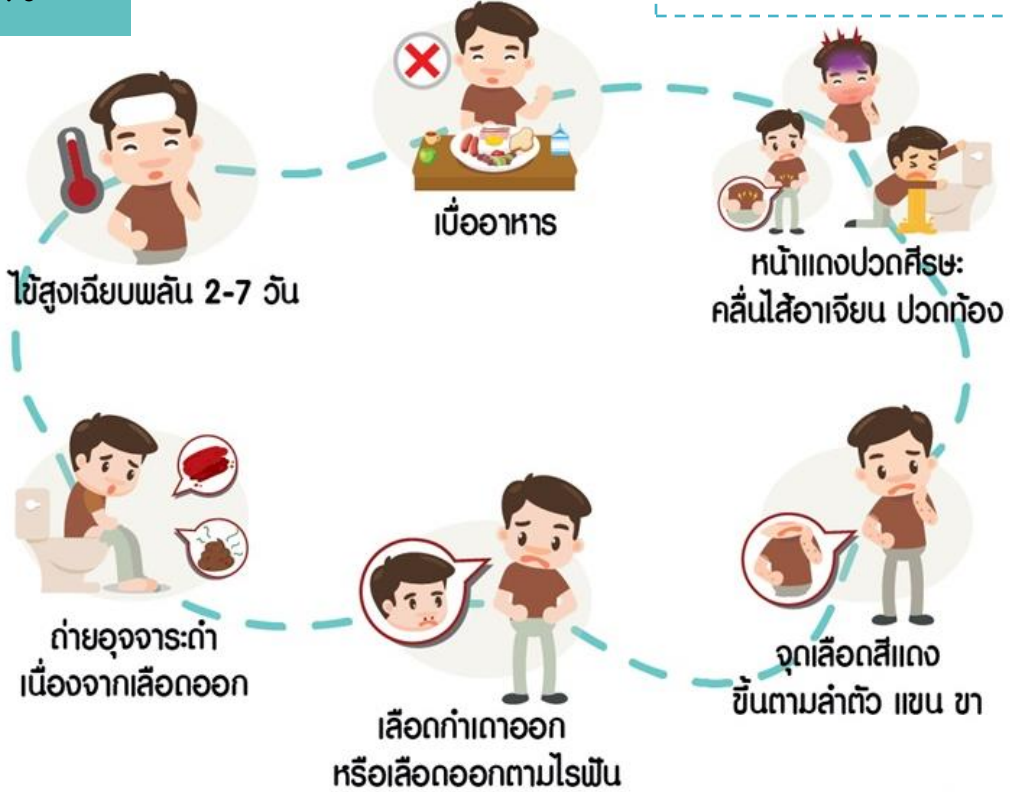 เบื่ออาหาร
ไข้สูงเฉียบพลัน 2-7 วัน
หน้าแดงปวดศีรษะ
คลื่นไส้อาเจียน ปวดท้อง
ถ่ายอุจจาระดำ
เนื่องจากเลือดออก
เลือดกำเดาออก
หรือเลือดออกตามไรฟัน
จุดเลือดสีแดง
ขึ้นตามลำตัว แขน ขา